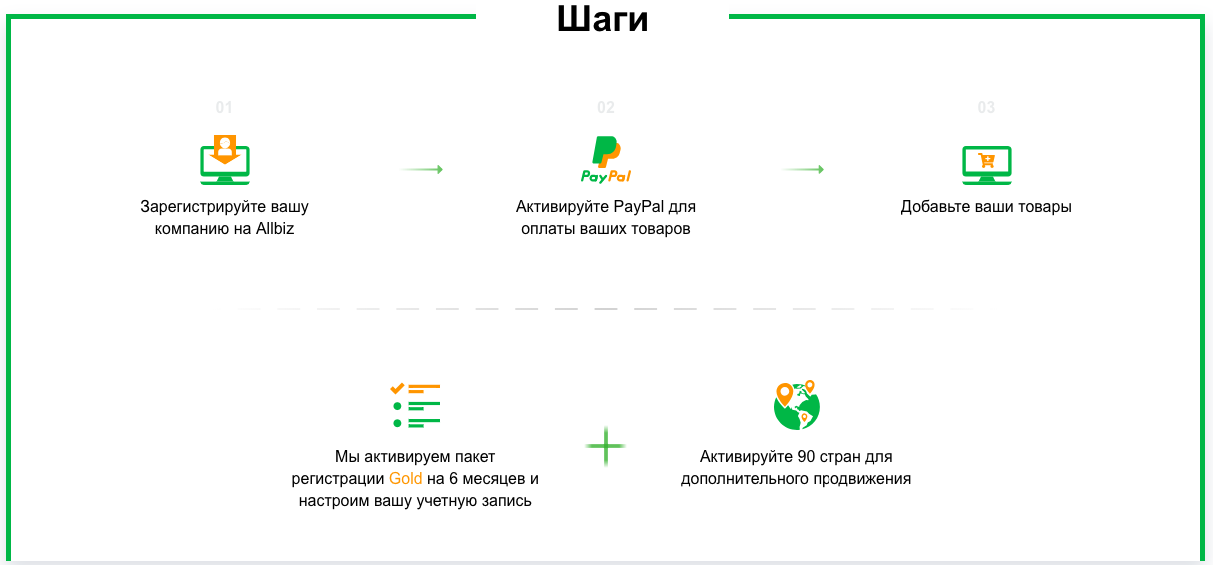 Шаги
01
02
03
PayPal
Зарегистрируйте вашу
компанию на Allbiz
Активируйте PayPal для
оплаты ваших товаров
Добавьте ваши товары
Мы активируем пакет
регистрации Gold на 6 месяцев и
настроим вашу учетную запись
Активируйте 90 стран для
дополнительного продвижения